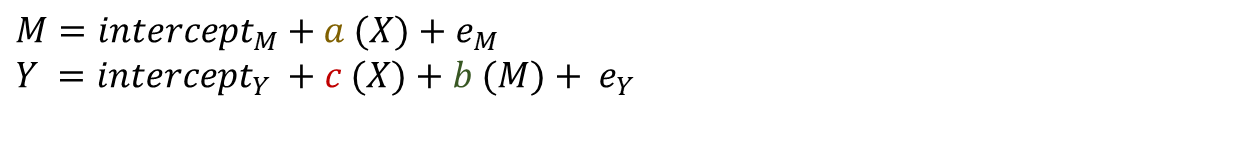 M = intercept_M + a (X) + e_M
Y = intercept_Y + c (X) + b (M) + e_Y